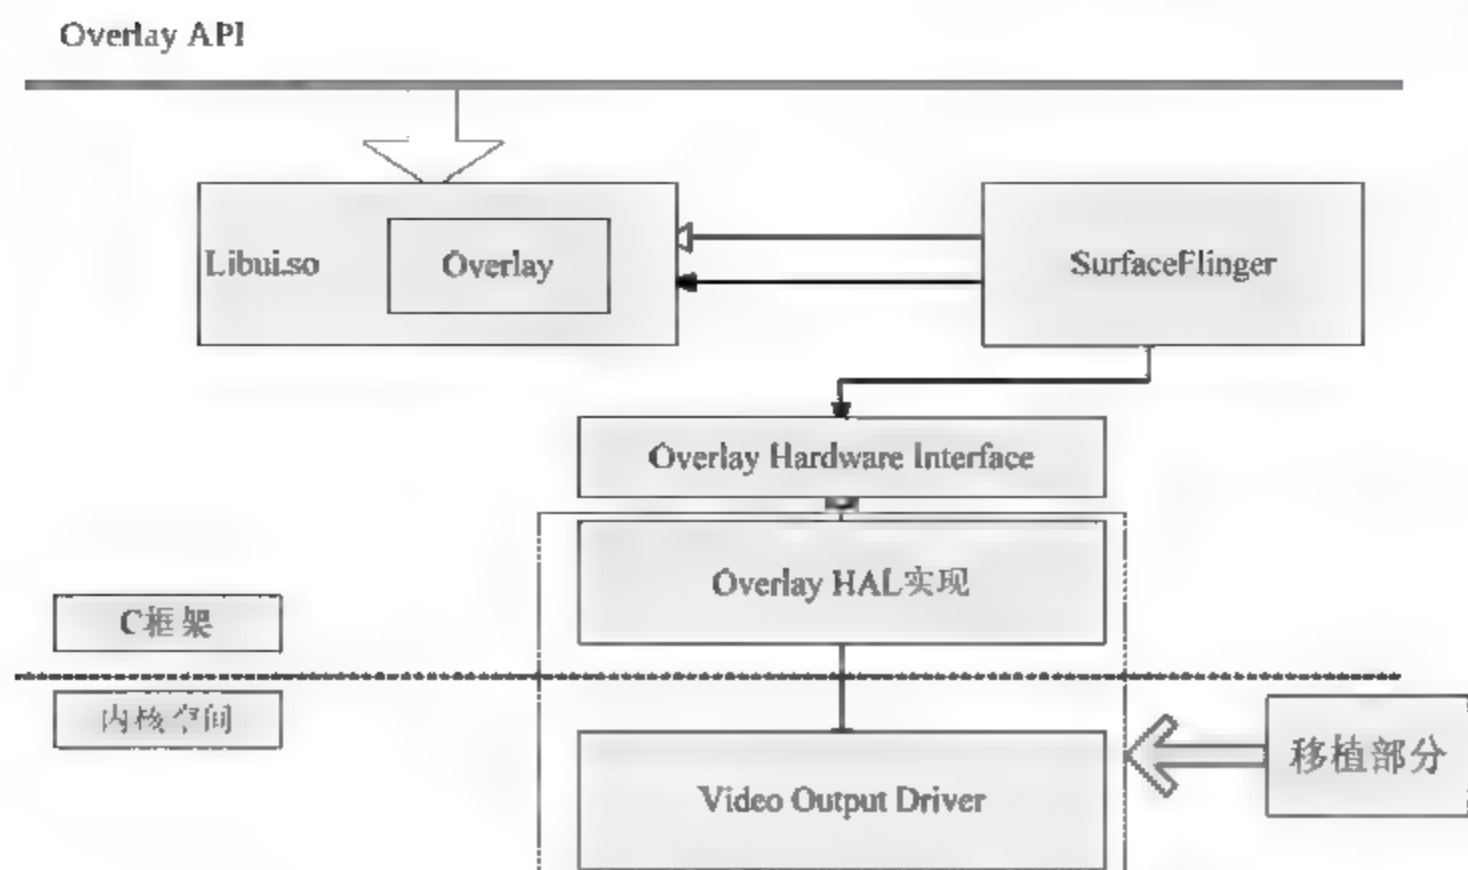 Overlay API
Libui.so
Overlay
SurfaceFlinger
Overlay Hardware Interface
Overlay HAL实现
C框架
内核空间
移植部分
Video Output Driver